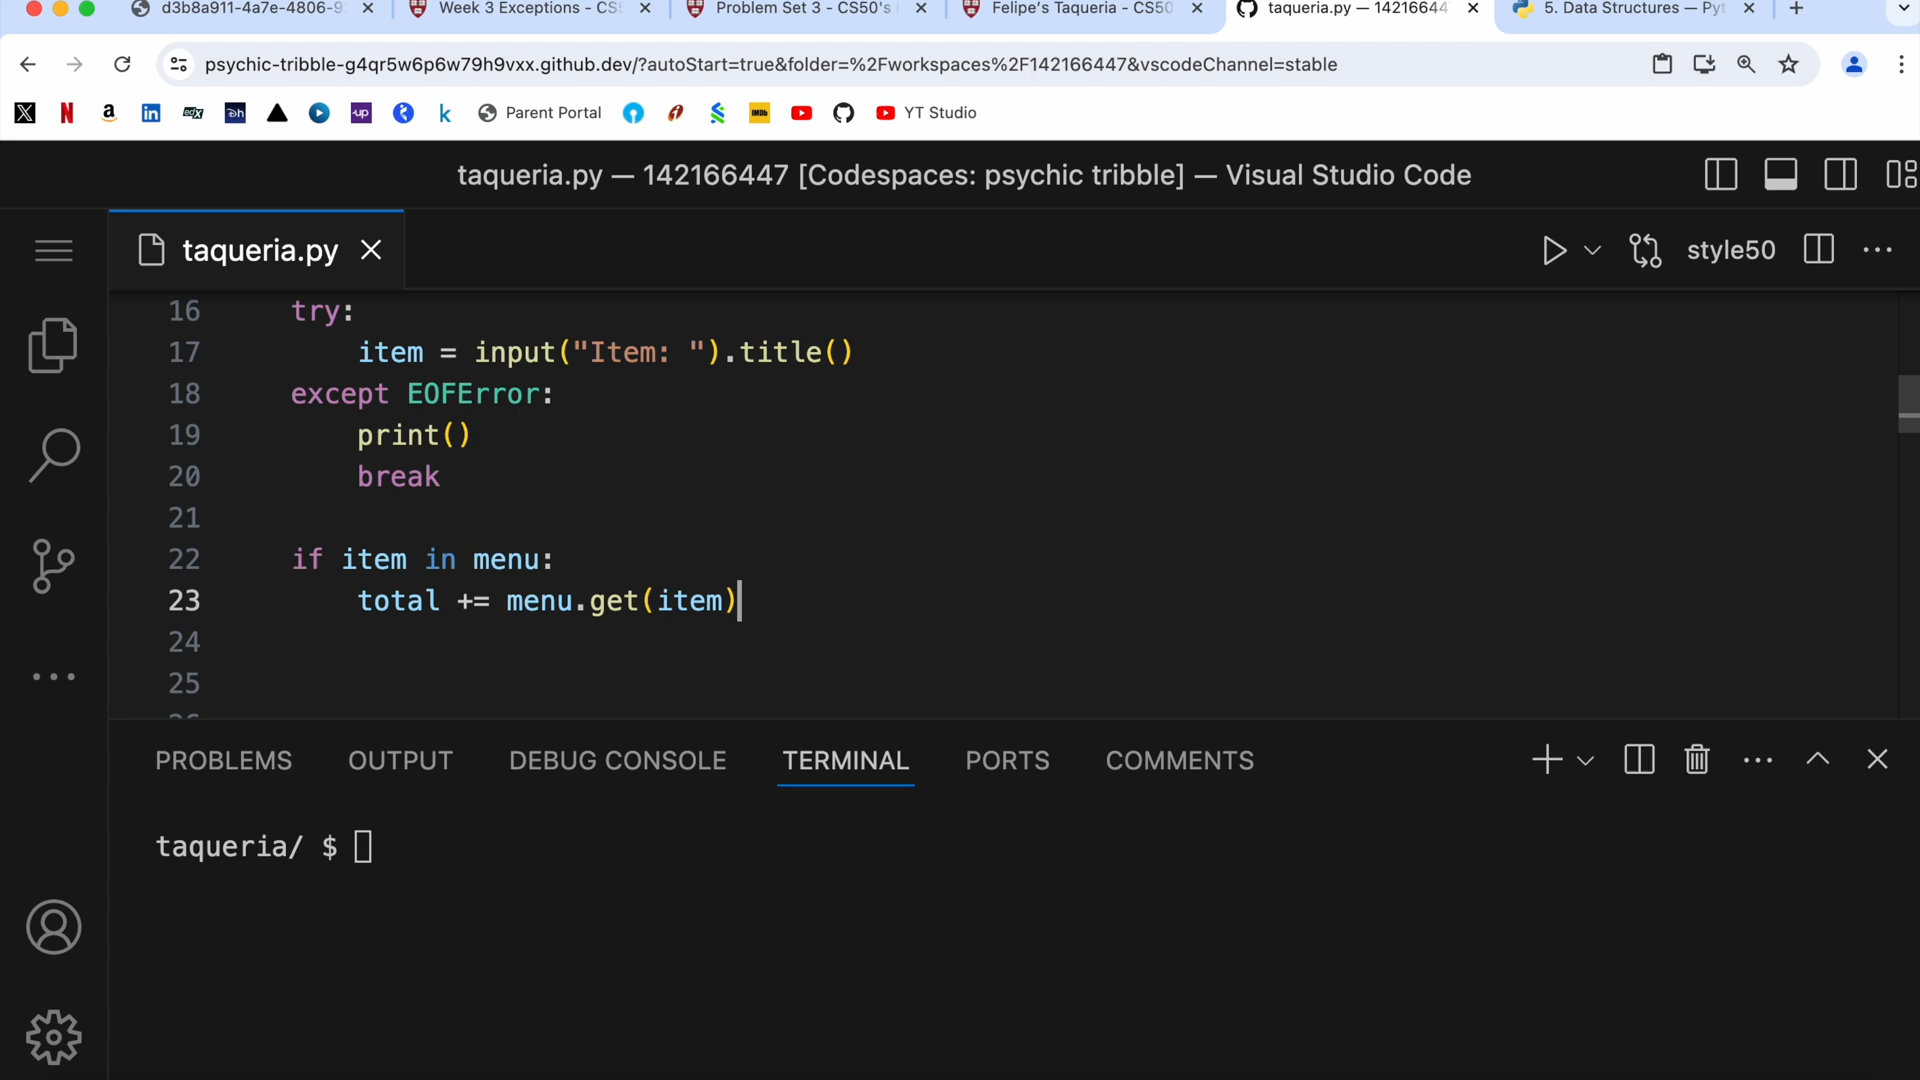 d3b8a911-4a7e-4806-9
Week 3 Exceptions - CS5
Problem Set 3 - CS50's
Felipe's Taqueria - CS50
taqueria.py — 142166447
5. Data Structures — Pyt
psychic-tribble-g4qr5w6p6w79h9vxx.github.dev/?autoStart=true&folder=%2Fworkspaces%2F142166447&vscodeChannel=stable
Parent Portal
YT Studio
taqueria.py — 142166447 [Codespaces: psychic tribble] — Visual Studio Code
taqueria.py
style50
16 try:
17 item = input("Item: ").title()
18 except EOFError:
19 print()
20 break
21
22 if item in menu:
23 total += menu.get(item)
24
25
PROBLEMS OUTPUT DEBUG CONSOLE TERMINAL PORTS COMMENTS
taqueria/ $